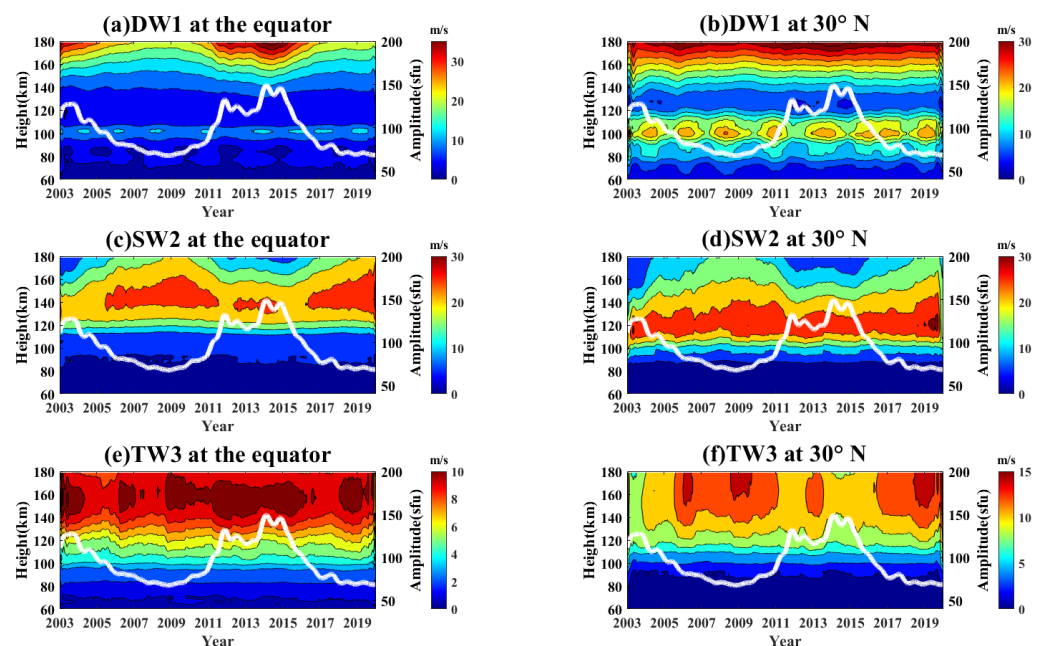 (a)DW1 at the equator
m/s
180
160
140
120
100
80
60
Height(km)
200
150
100
50
Amplitude(sfu)
30
20
10
0
2003 2005 2007 2009 2011 2013 2015 2017 2019
Year
(b)DW1 at 30° N
m/s
180
160
140
120
100
80
60
Height(km)
200
150
100
50
Amplitude(sfu)
30
20
10
0
2003 2005 2007 2009 2011 2013 2015 2017 2019
Year
(c)SW2 at the equator
m/s
180
160
140
120
100
80
60
Height(km)
200
150
100
50
Amplitude(sfu)
30
20
10
0
2003 2005 2007 2009 2011 2013 2015 2017 2019
Year
(d)SW2 at 30° N
m/s
180
160
140
120
100
80
60
Height(km)
200
150
100
50
Amplitude(sfu)
30
20
10
0
2003 2005 2007 2009 2011 2013 2015 2017 2019
Year
(e)TW3 at the equator
m/s
180
160
140
120
100
80
60
Height(km)
200
150
100
50
Amplitude(sfu)
10
8
6
4
2
0
2003 2005 2007 2009 2011 2013 2015 2017 2019
Year
(f)TW3 at 30° N
m/s
180
160
140
120
100
80
60
Height(km)
200
150
100
50
Amplitude(sfu)
15
10
5
0
2003 2005 2007 2009 2011 2013 2015 2017 2019
Year